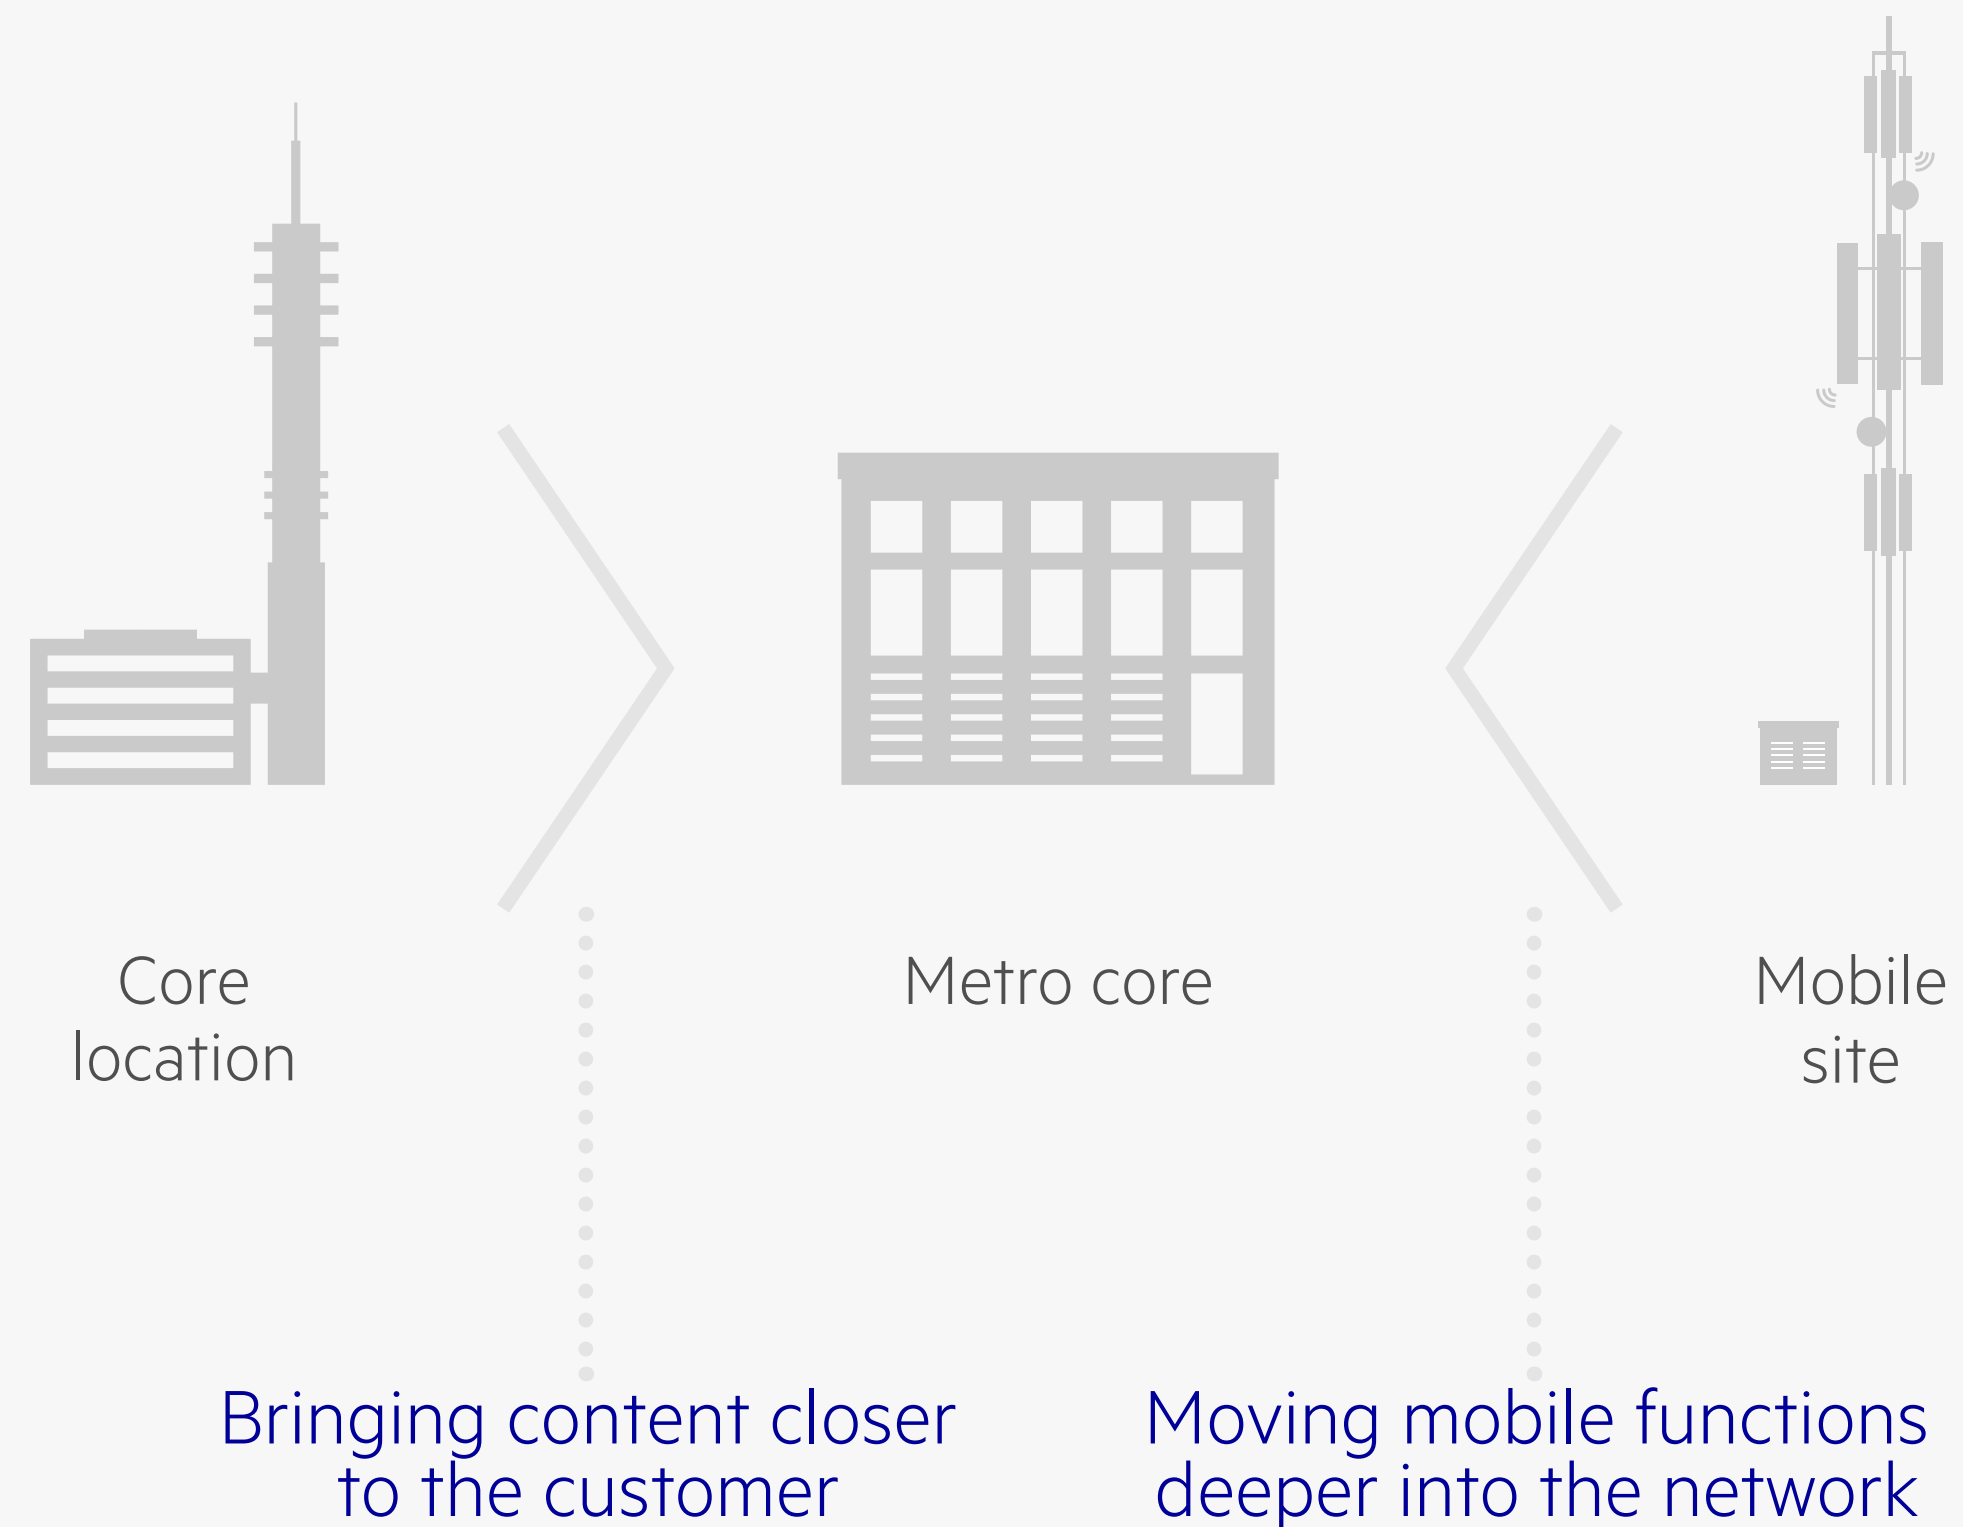 Core
location
Metro core
Mobile
site
Bringing content closer
to the customer
Moving mobile functions
deeper into the network